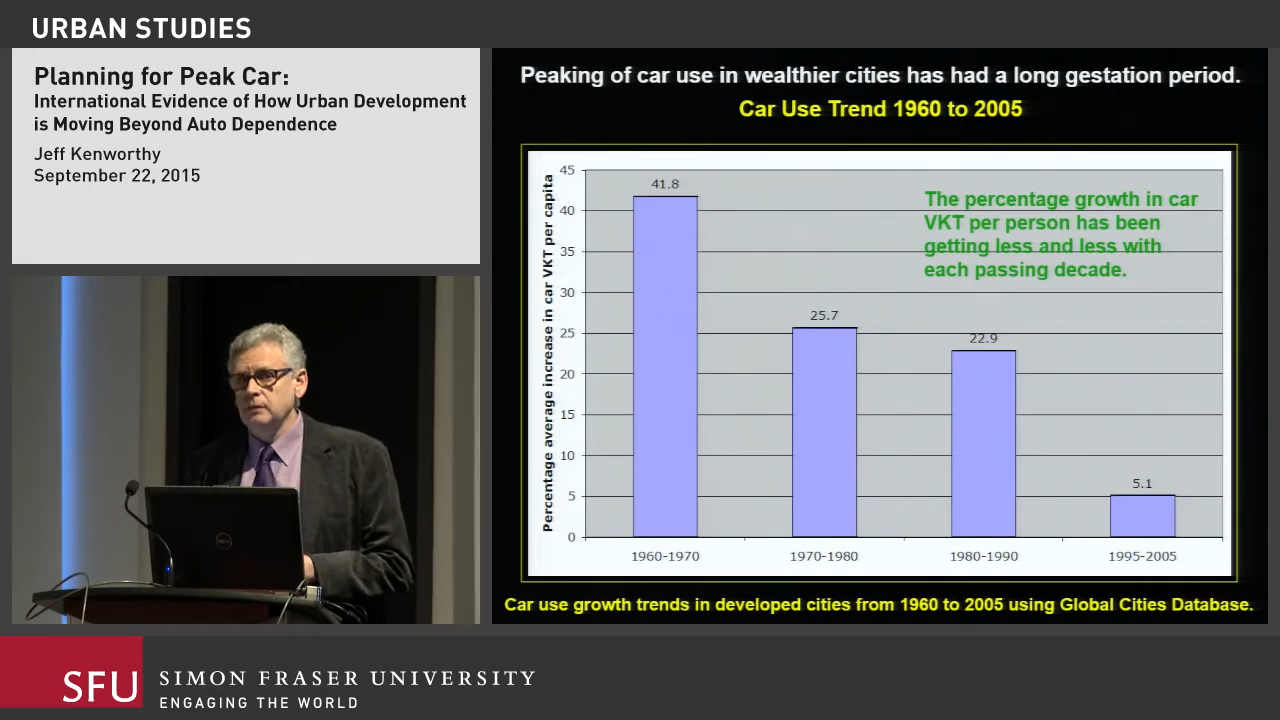 URBAN STUDIES
Planning for Peak Car:
International Evidence of How Urban Development
is Moving Beyond Auto Dependence
Jeff Kenworthy
September 22, 2015
Peaking of car use in wealthier cities has had a long gestation period.
Car Use Trend 1960 to 2005
Percentage average increase in car VKT per capita
45
40
35
30
25
20
15
10
5
0
41.8
25.7
22.9
5.1
The percentage growth in car
VKT per person has been
getting less and less with
each passing decade.
1960-1970
1970-1980
1980-1990
1995-2005
Car use growth trends in developed cities from 1960 to 2005 using Global Cities Database.
DELL
SFU
SIMON FRASER UNIVERSITY
ENGAGING THE WORLD